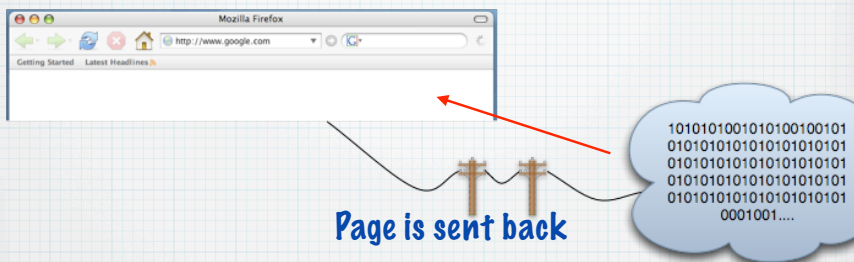 Mozilla Firefox
http://www.google.com
G
Getting Started Latest Headlines
1010101001010100100101
0101010101010101010101
0101010101010101010101
0101010101010101010101
0101010101010101010101
0001001....
Page is sent back